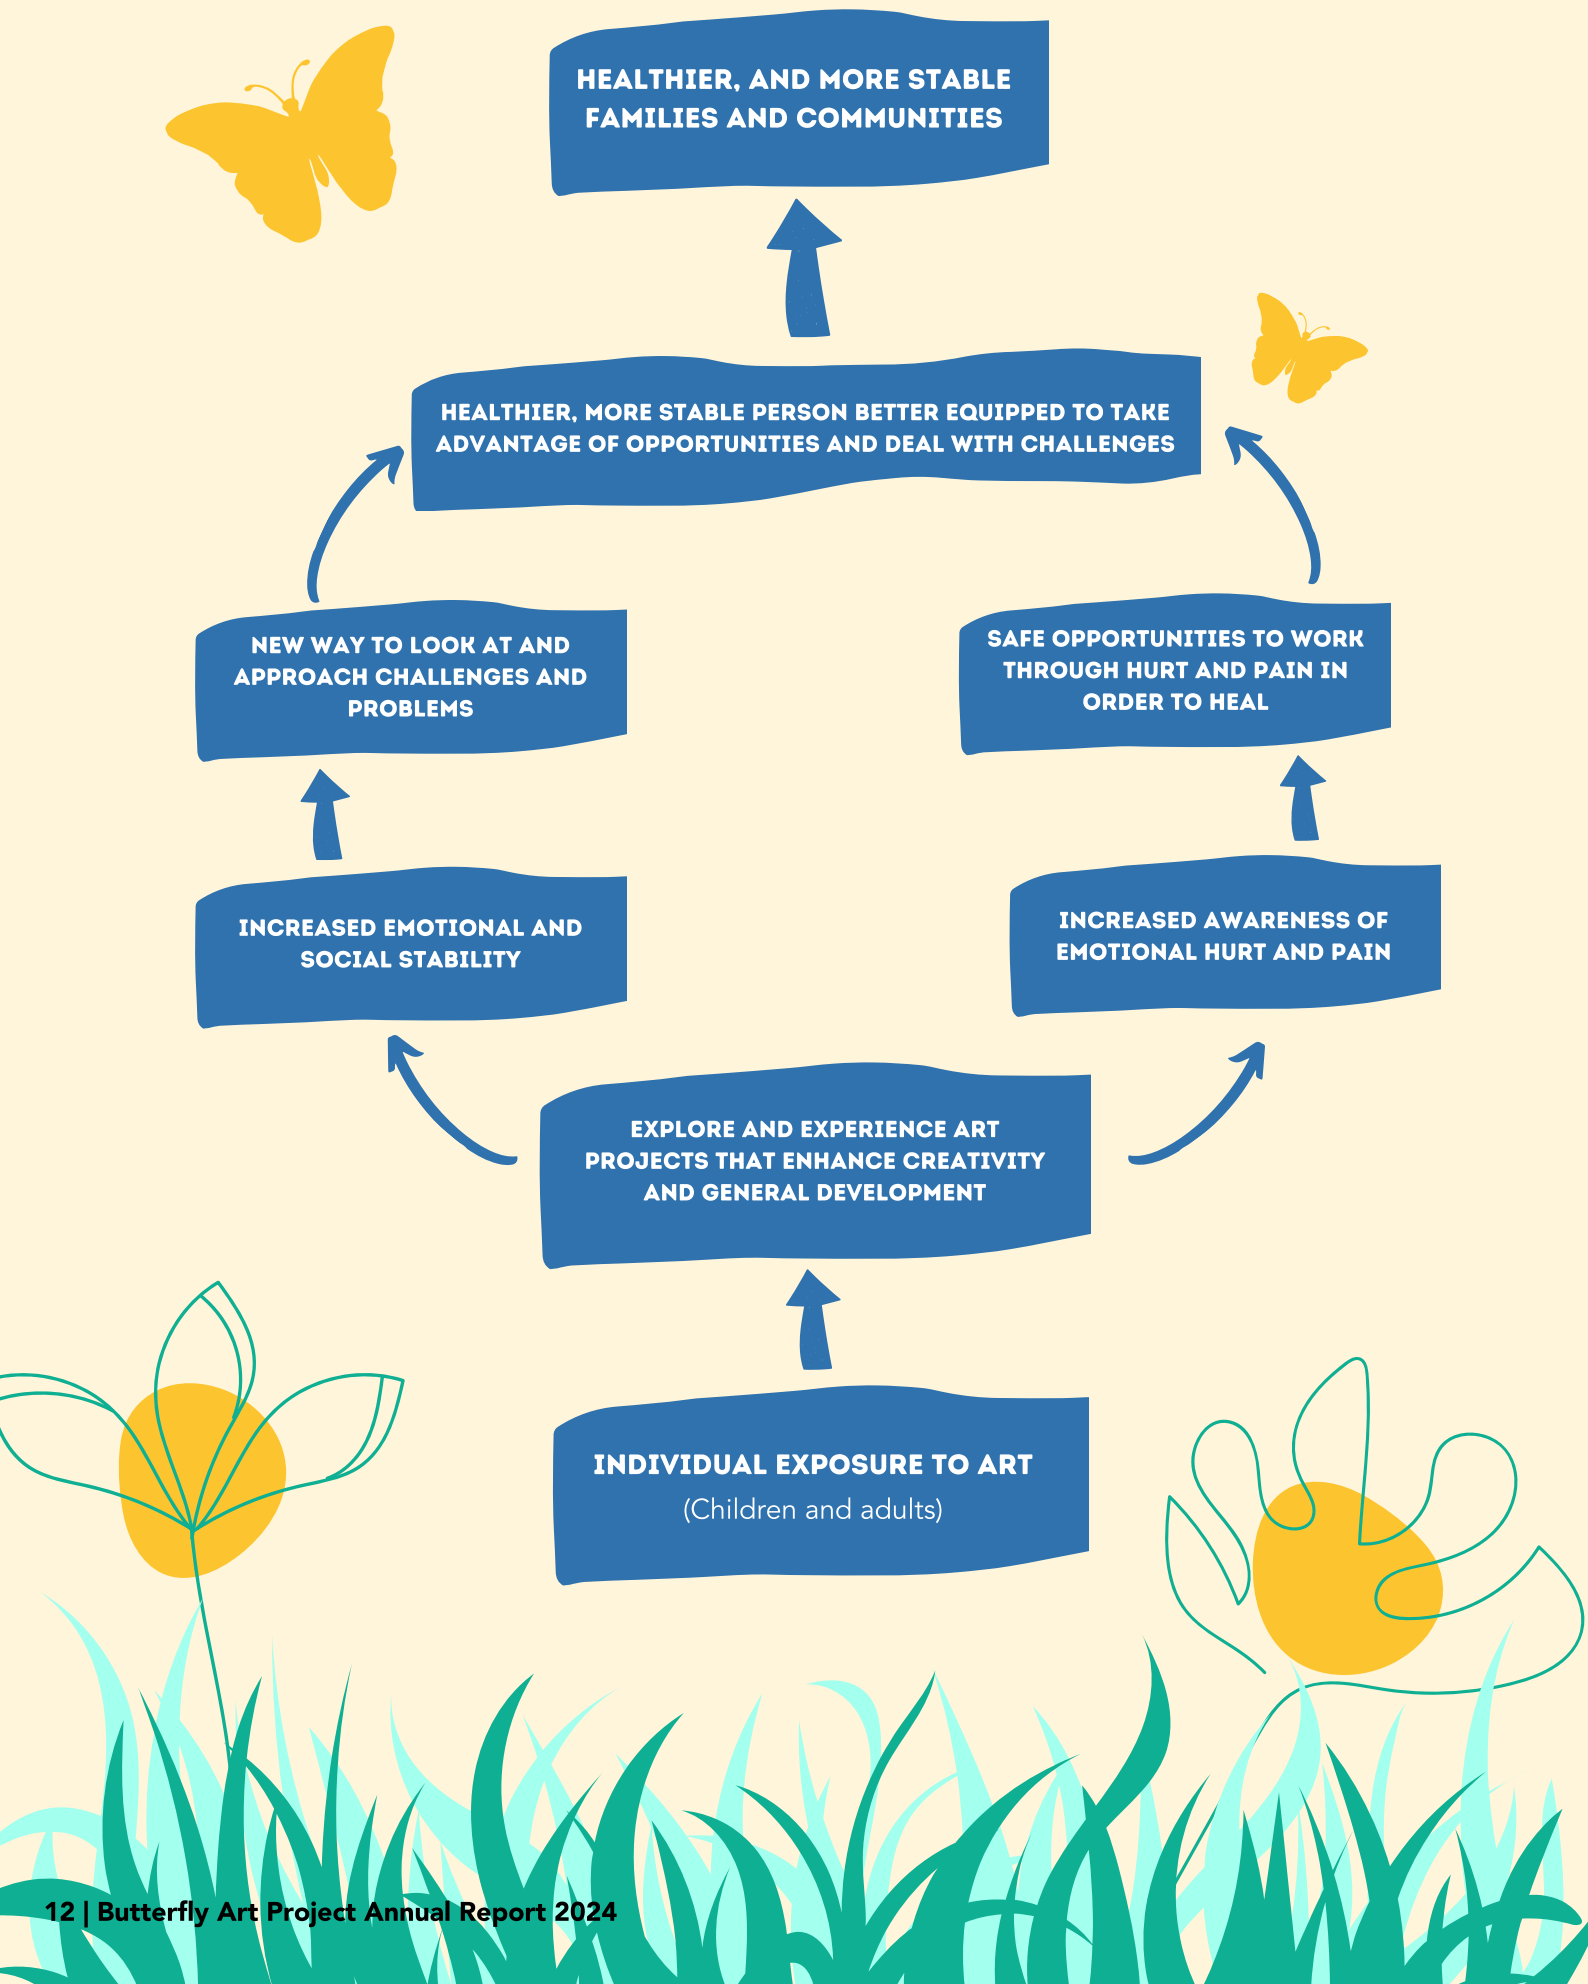 HEALTHIER, AND MORE STABLE
FAMILIES AND COMMUNITIES
HEALTHIER, MORE STABLE PERSON BETTER EQUIPPED TO TAKE
ADVANTAGE OF OPPORTUNITIES AND DEAL WITH CHALLENGES
NEW WAY TO LOOK AT AND
APPROACH CHALLENGES AND
PROBLEMS
SAFE OPPORTUNITIES TO WORK
THROUGH HURT AND PAIN IN
ORDER TO HEAL
INCREASED EMOTIONAL AND
SOCIAL STABILITY
INCREASED AWARENESS OF
EMOTIONAL HURT AND PAIN
EXPLORE AND EXPERIENCE ART
PROJECTS THAT ENHANCE CREATIVITY
AND GENERAL DEVELOPMENT
INDIVIDUAL EXPOSURE TO ART
(Children and adults)
12 | Butterfly Art Project Annual Report 2024